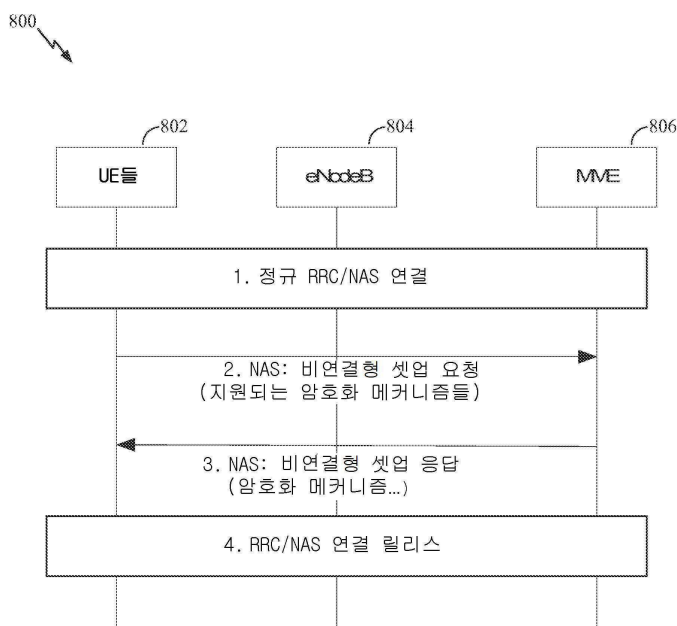 800
802
804
806
UE들
eNodeB
MME
1. 정규 RRC/NAS 연결
2. NAS: 비연결형 셋업 요청
(지원되는 암호화 메커니즘들)
3. NAS: 비연결형 셋업 응답
(암호화 메커니즘…)
4. RRC/NAS 연결 릴리스